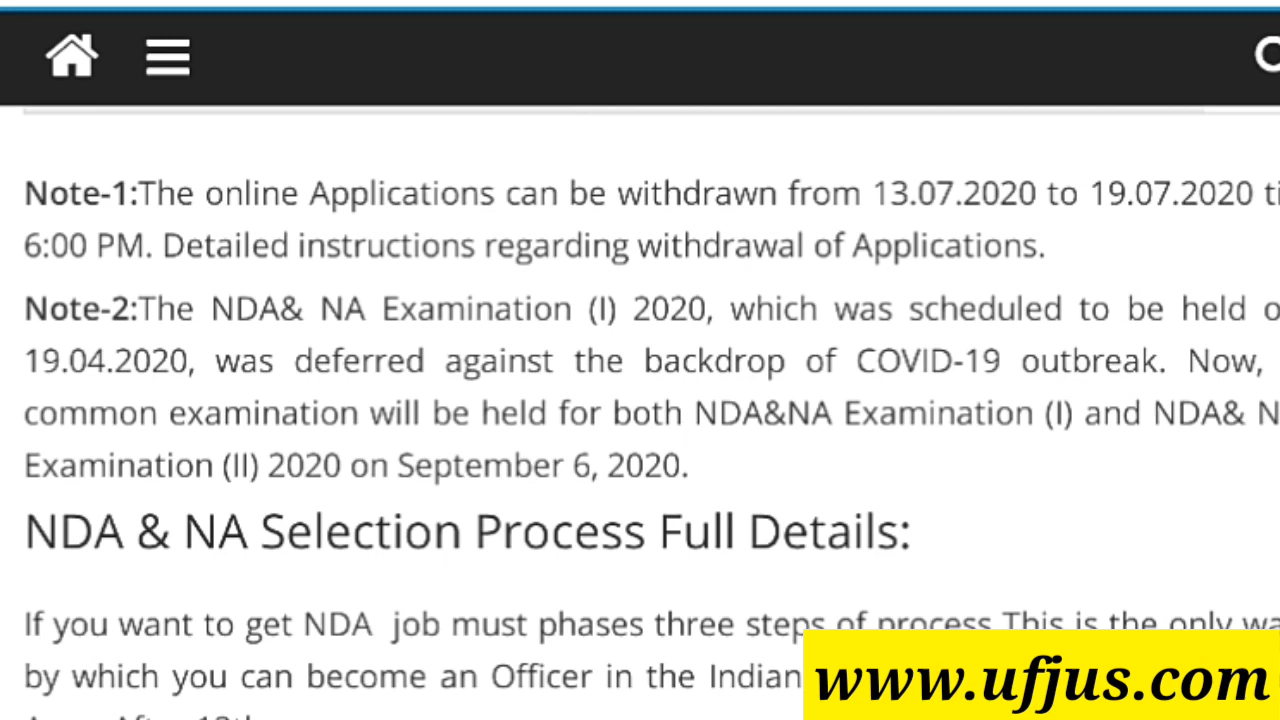 Note-1:The online Applications can be withdrawn from 13.07.2020 to 19.07.2020
6:00 PM. Detailed instructions regarding withdrawal of Applications.
Note-2:The NDA& NA Examination (I) 2020, which was scheduled to be held
19.04.2020, was deferred against the backdrop of COVID-19 outbreak. Now,
common examination will be held for both NDA&NA Examination (I) and NDA&
Examination (II) 2020 on September 6, 2020.
NDA & NA Selection Process Full Details:
If you want to get NDA job must phases three steps of process This is the only
by which you can become an Officer in the Indian
www.ufjus.com